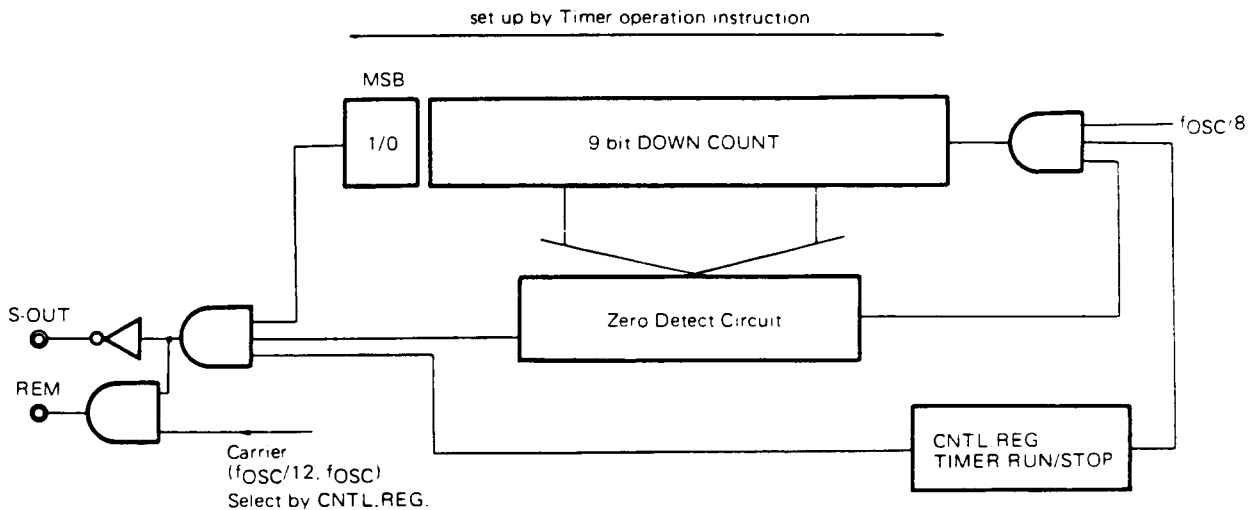 set up by Timer operation instruction
MSB
1/0
9 bit DOWN COUNT
fOSC/8
Zero Detect Circuit
S-OUT
REM
Carrier
(fOSC/12, fOSC)
Select by CNTL.REG.
CNTL.REG
TIMER RUN/STOP